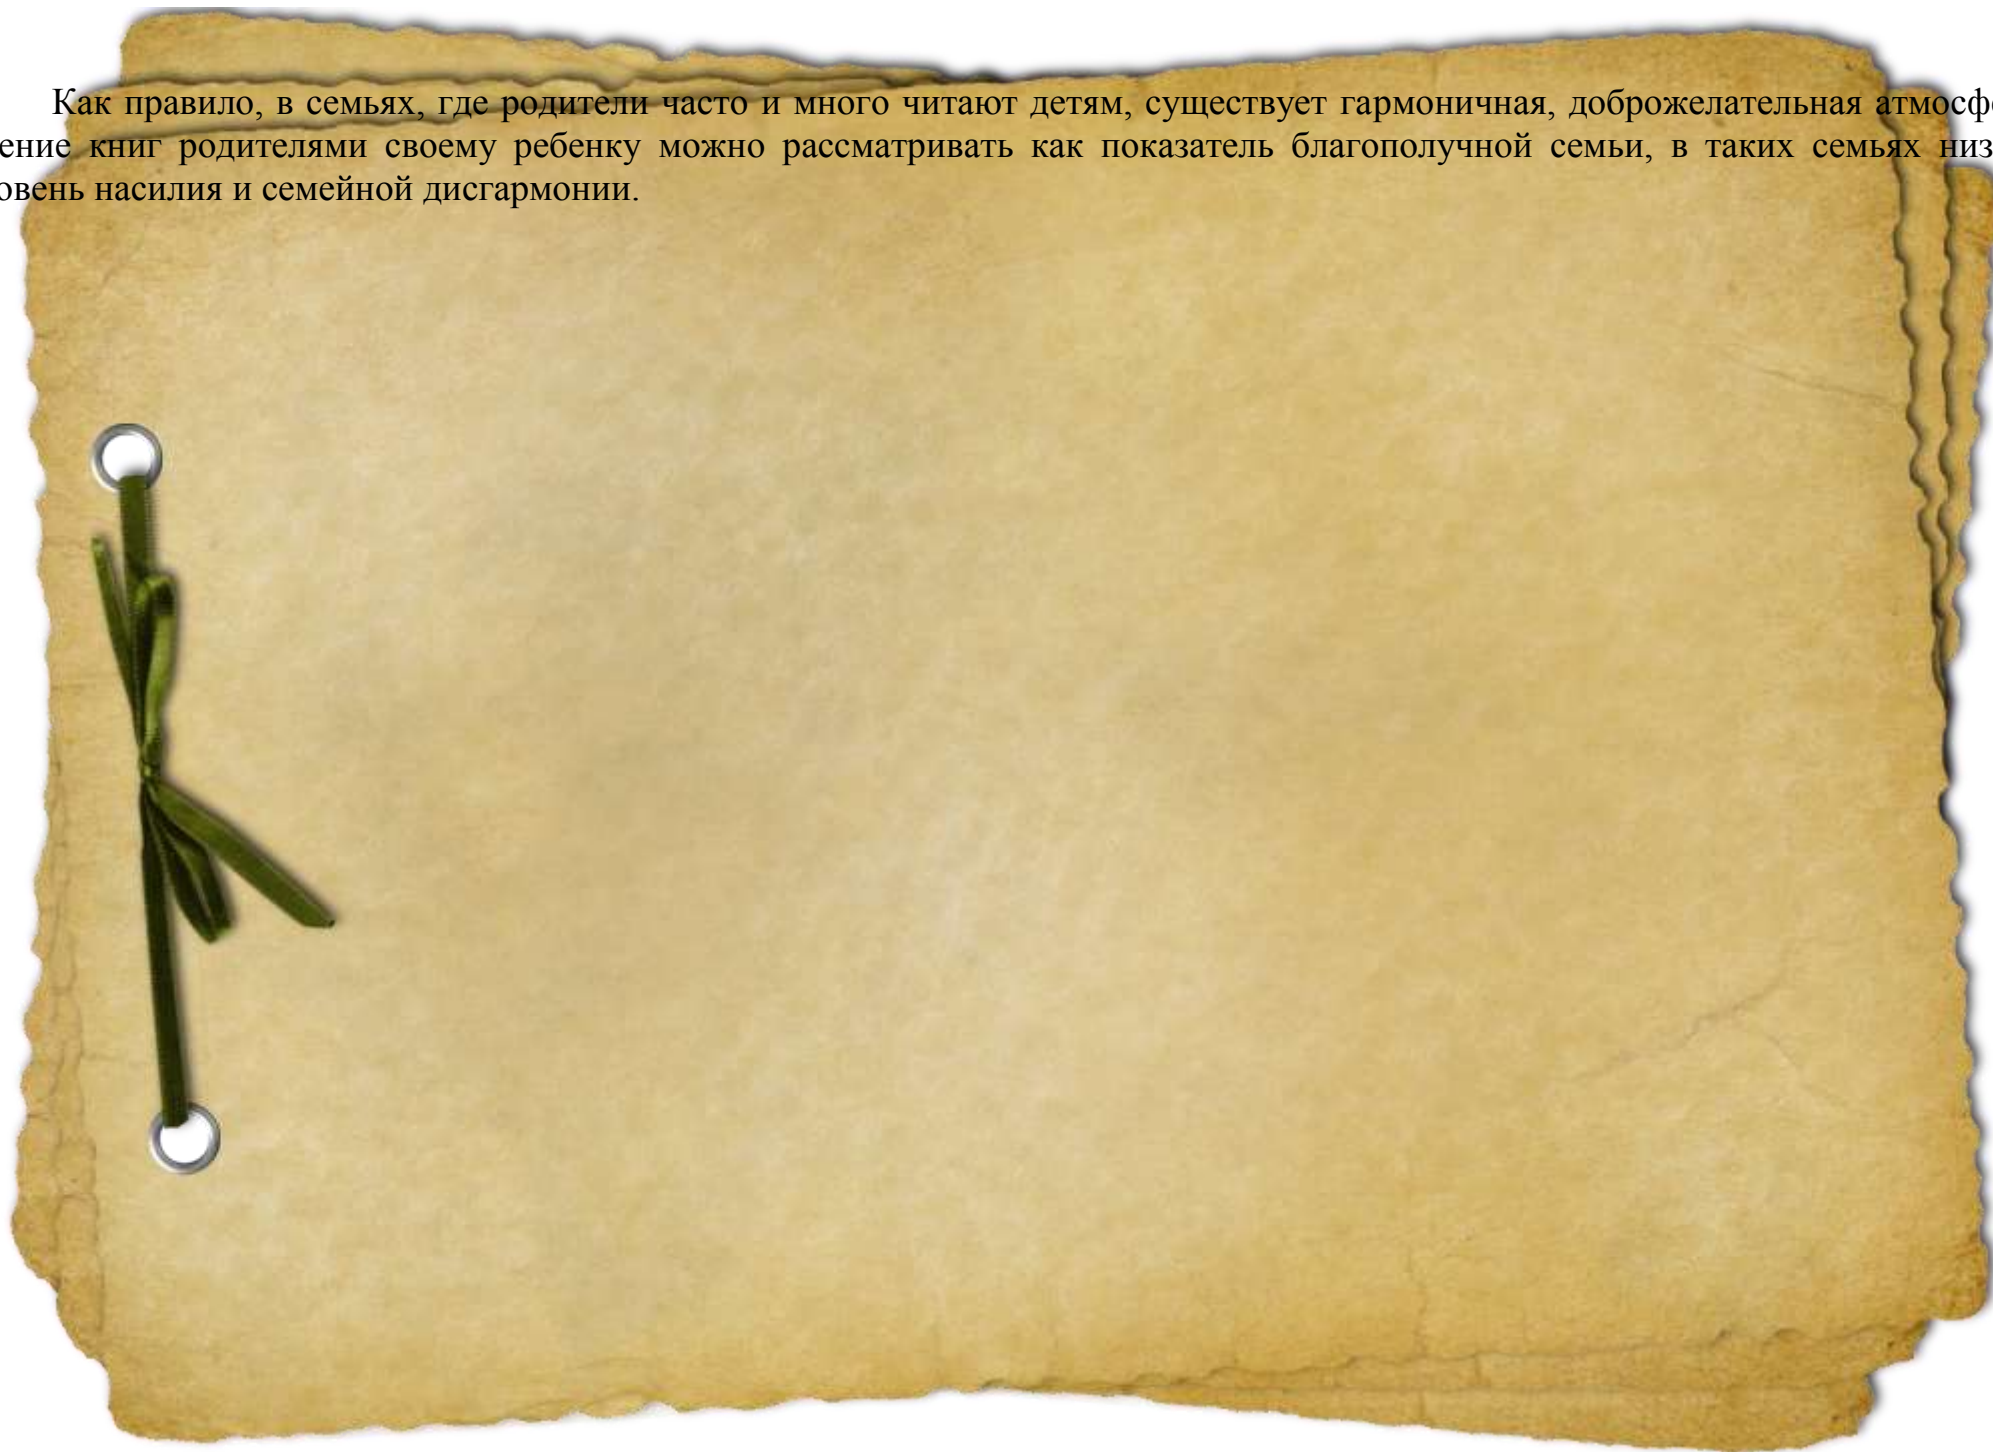 Как правило, в семьях, где родители часто и много читают детям, существует гармоничная, доброжелательная атмосф
ение книг родителями своему ребенку можно рассматривать как показатель благополучной семьи, в таких семьях низ
овень насилия и семейной дисгармонии.